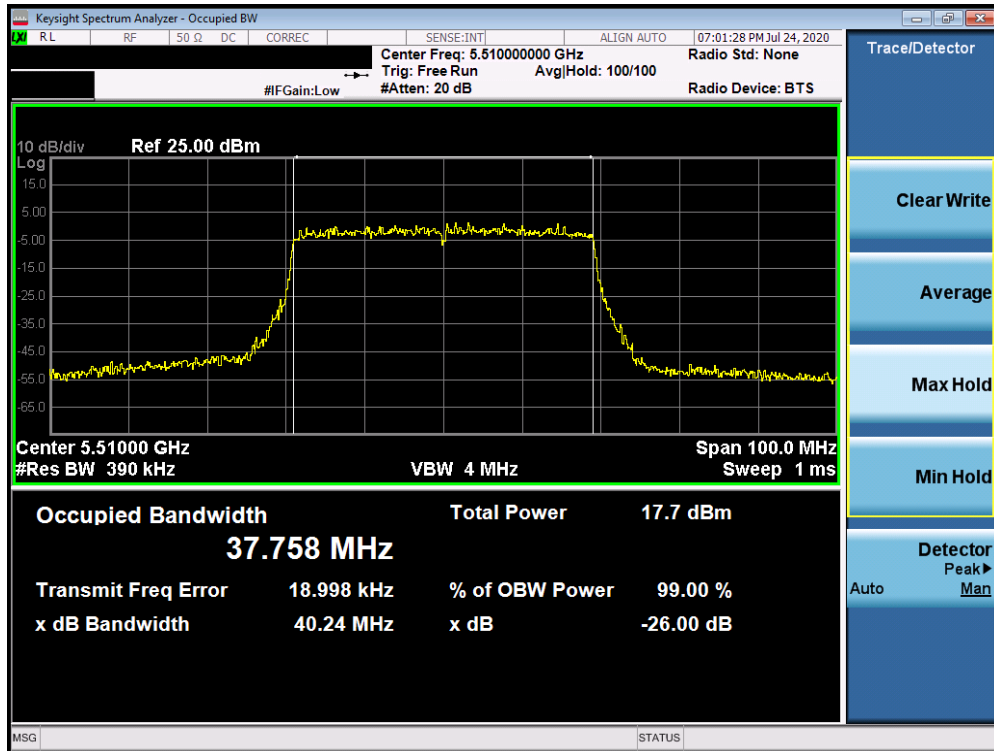 Keysight Spectrum Analyzer - Occupied BW
LXI RL RF 50 Ω DC CORREC SENSE:INT ALIGN AUTO 07:01:28 PM Jul 24, 2020
Center Freq: 5.510000000 GHz Radio Std: None
Trig: Free Run Avg|Hold: 100/100
#IFGain:Low #Atten: 20 dB Radio Device: BTS
Trace/Detector
10 dB/div Ref 25.00 dBm
Log
15.0
5.00
-5.00
-15.0
-25.0
-35.0
-45.0
-55.0
-65.0
Center 5.51000 GHz Span 100.0 MHz
#Res BW 390 kHz VBW 4 MHz Sweep 1 ms
Occupied Bandwidth Total Power 17.7 dBm
37.758 MHz
Transmit Freq Error 18.998 kHz % of OBW Power 99.00 %
x dB Bandwidth 40.24 MHz x dB -26.00 dB
Clear Write
Average
Max Hold
Min Hold
Detector
Peak▶
Auto Man
MSG STATUS